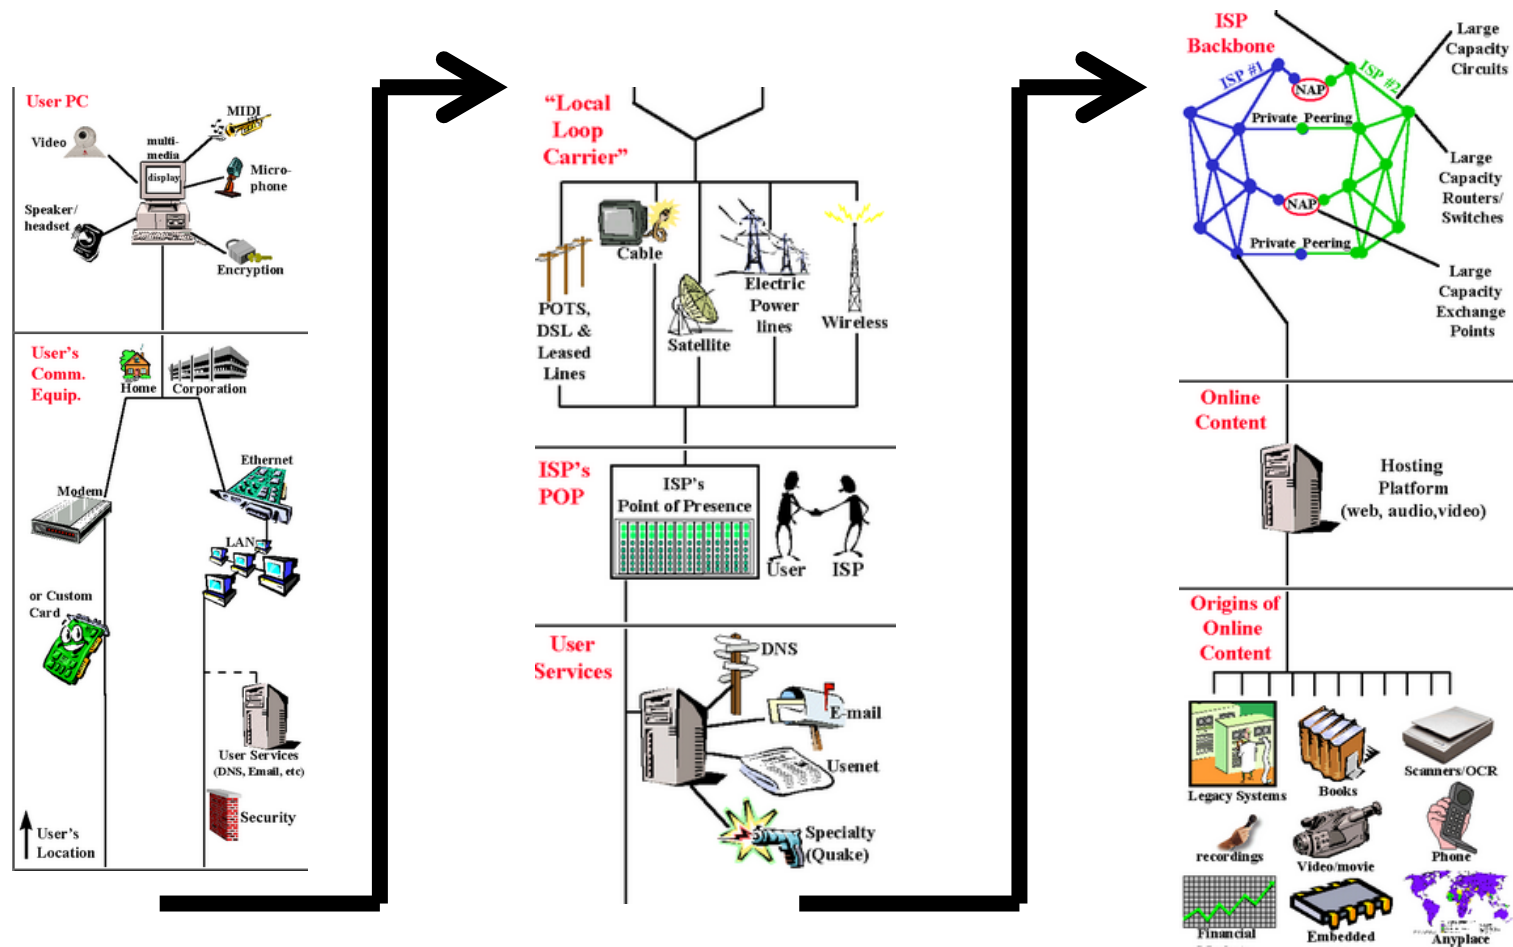 User PC
MIDI
Video
multi-
media
display
Micro-
phone
Speaker/
headset
Encryption
User's
Comm.
Equip.
Home
Corporation
Ethernet
Modem
LAN
or Custom
Card
User Services
(DNS, Email, etc)
Security
User's
Location
“Local
Loop
Carrier”
Cable
POTS,
DSL &
Leased
Lines
Satellite
Electric
Power
lines
Wireless
ISP's
POP
ISP's
Point of Presence
User
ISP
User
Services
DNS
E-mail
Usenet
Specialty
(Quake)
ISP
Backbone
ISP #1
NAP
ISP #2
Large
Capacity
Circuits
Private Peering
Large
Capacity
Routers/
Switches
NAP
Private Peering
Large
Capacity
Exchange
Points
Online
Content
Hosting
Platform
(web, audio,video)
Origins of
Online
Content
Legacy Systems
Books
Scanners/OCR
recordings
Video/movie
Phone
Financial
Embedded
Anyplace